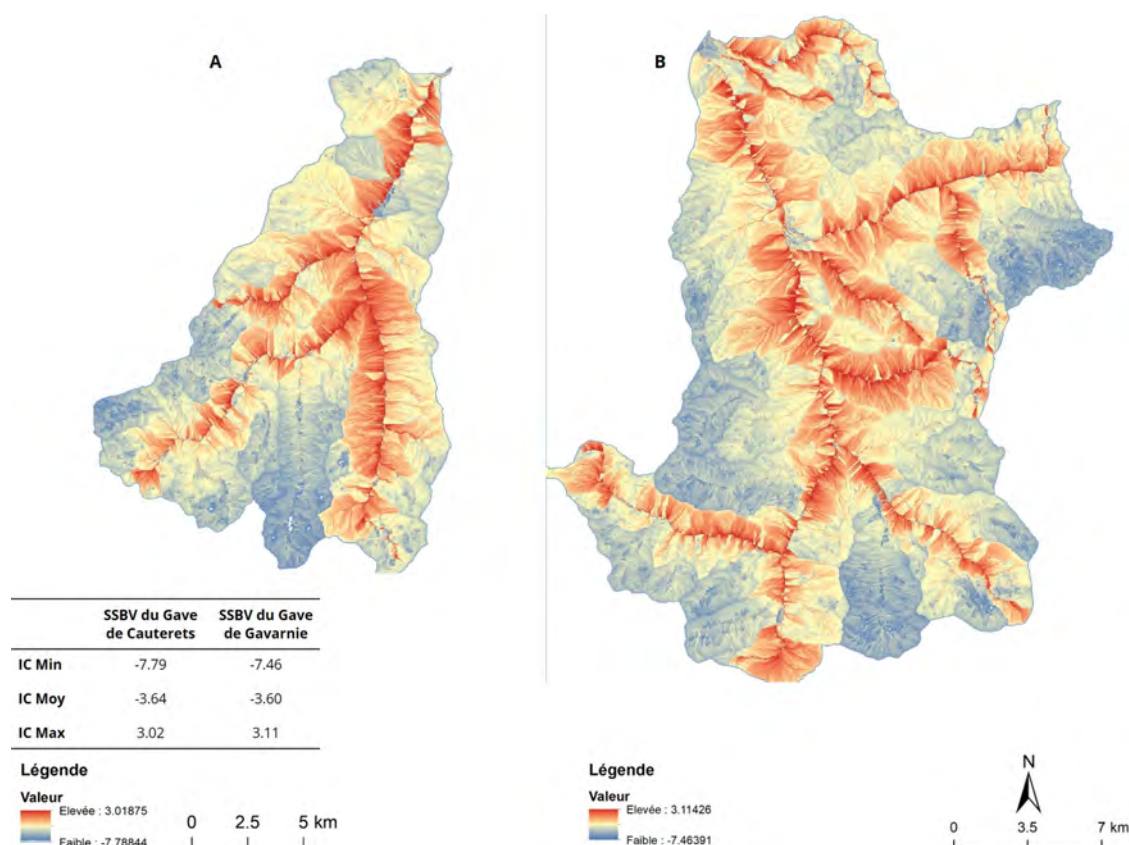 A
B
SSBV du Gave de Cauterets
SSBV du Gave de Gavarnie
IC Min -7.79 -7.46
IC Moy -3.64 -3.60
IC Max 3.02 3.11
Légende
Valeur
Elevée : 3.01875
Faible : -7.78844
0 2.5 5 km
Légende
Valeur
Elevée : 3.11426
Faible : -7.46391
N
0 3.5 7 km